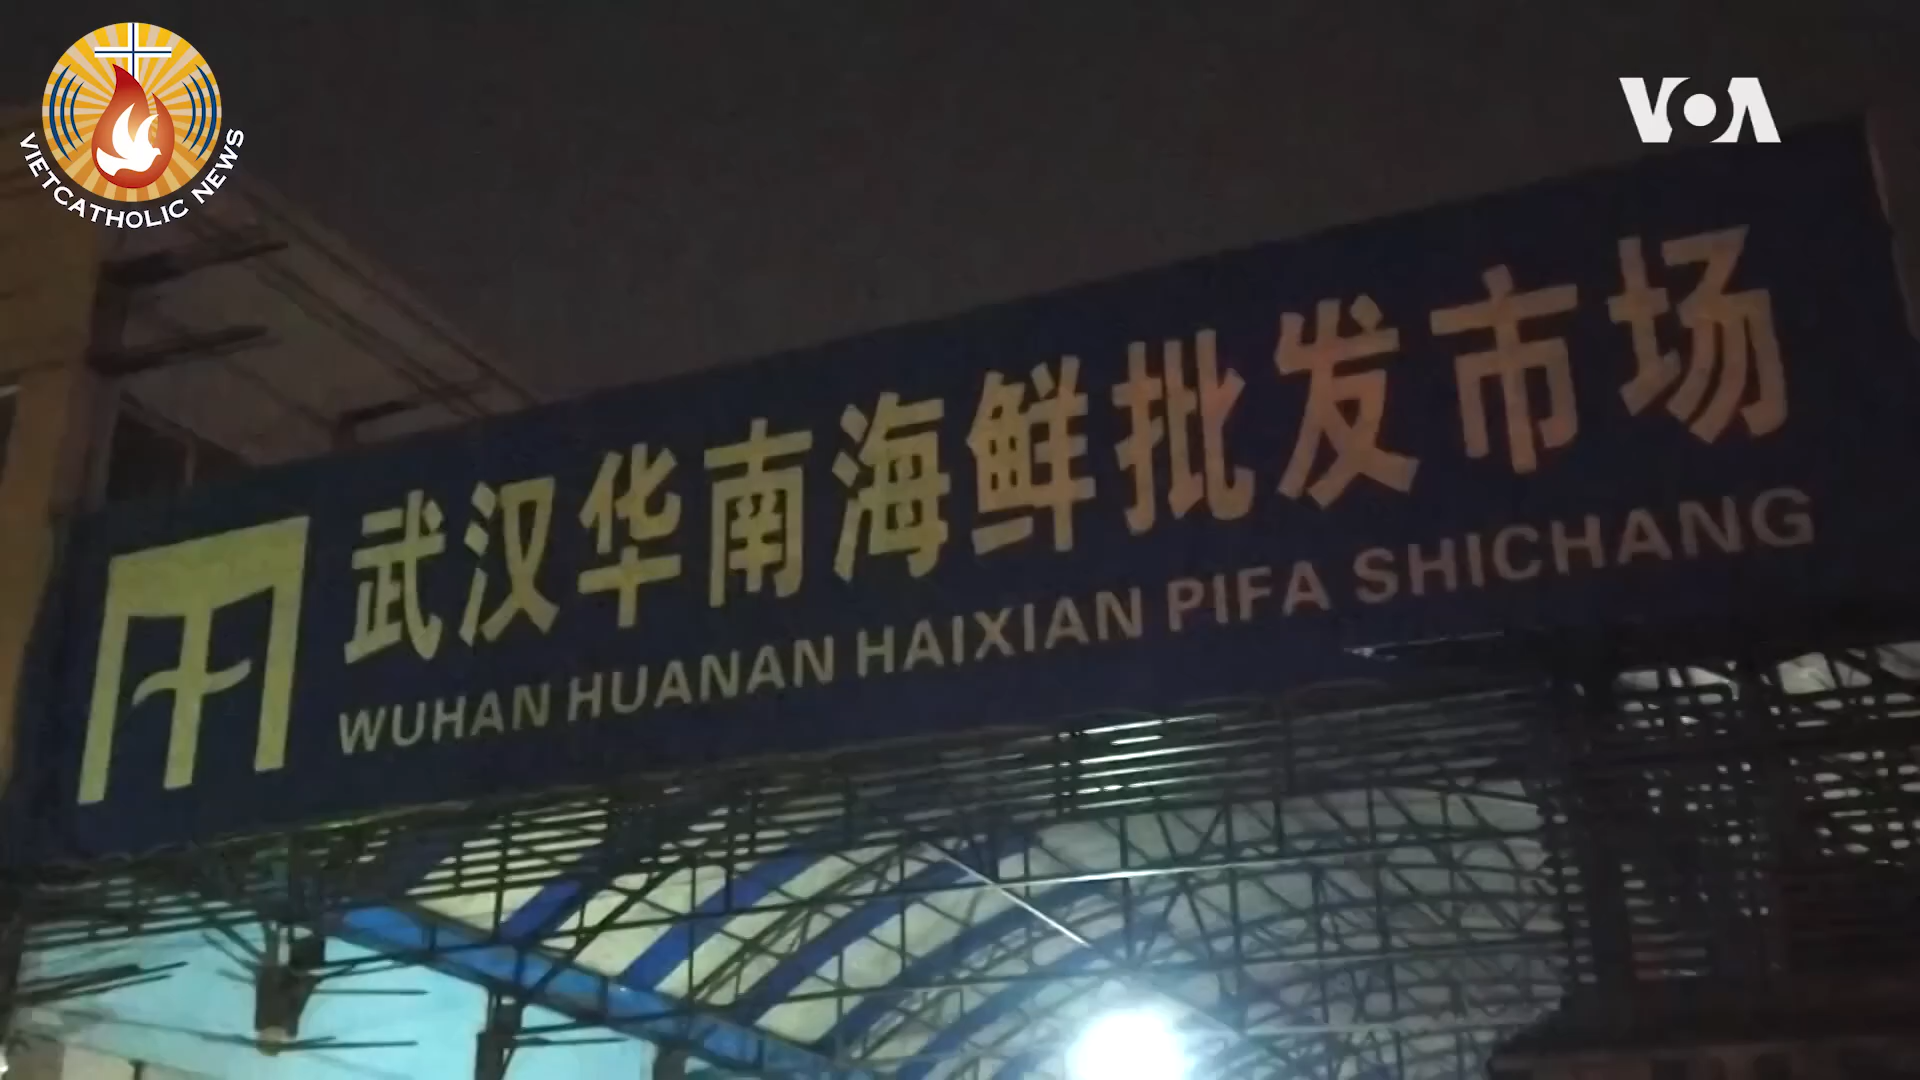 VIETCATHOLIC NEWS
VOA
武汉华南海鲜批发市场
WUHAN HUANAN HAIXIAN PIFA SHICHANG